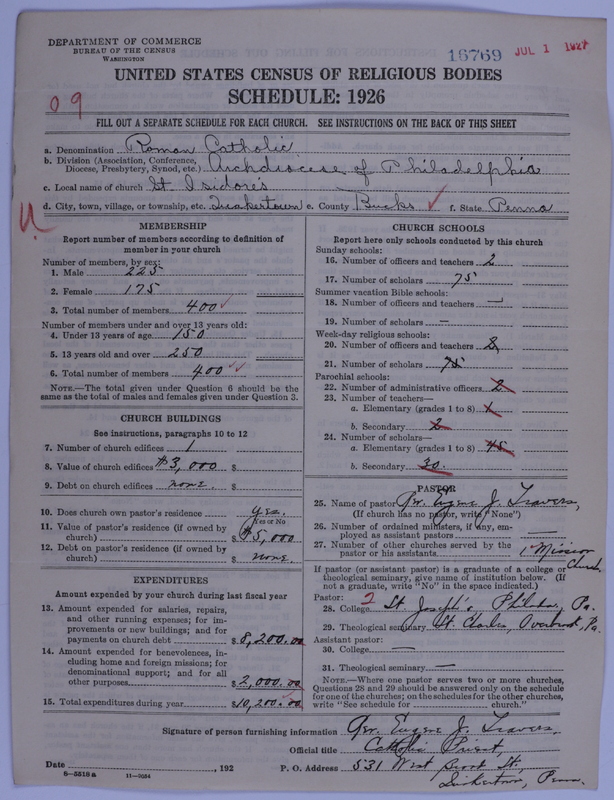 DEPARTMENT OF COMMERCE
BUREAU OF THE CENSUS
WASHINGTON
16769 JUL 1 1927
UNITED STATES CENSUS OF RELIGIOUS BODIES
SCHEDULE: 1926
09
FILL OUT A SEPARATE SCHEDULE FOR EACH CHURCH. SEE INSTRUCTIONS ON THE BACK OF THIS SHEET
a. Denomination Roman Catholic
b. Division (Association, Conference, Diocese, Presbytery, Synod, etc.) Archdiocese of Philadelphia
c. Local name of church St Isidore's
d. City, town, village, or township, etc. Quakertown e. County Bucks f. State Penna
MEMBERSHIP
Report number of members according to definition of
member in your church
Number of members, by sex:
1. Male 225
2. Female 175
3. Total number of members 400
Number of members under and over 13 years old:
4. Under 13 years of age 150
5. 13 years old and over 250
6. Total number of members 400
NOTE.—The total given under Question 6 should be
the same as the total of males and females given under Question 3.
CHURCH BUILDINGS
See instructions, paragraphs 10 to 12
7. Number of church edifices 1
8. Value of church edifices $3,000 $
9. Debt on church edifices none. $
10. Does church own pastor's residence yes.
Yes or No
11. Value of pastor's residence (if owned by
church) $5,000
12. Debt on pastor's residence (if owned by
church) $ none.
EXPENDITURES
Amount expended by your church during last fiscal year
13. Amount expended for salaries, repairs,
and other running expenses; for im-
provements or new buildings; and for
payments on church debt $8,200.00
14. Amount expended for benevolences, in-
cluding home and foreign missions; for
denominational support; and for all
other purposes $2,000.00
15. Total expenditures during year $10,200.00
CHURCH SCHOOLS
Report here only schools conducted by this church
Sunday schools:
16. Number of officers and teachers 2
17. Number of scholars 75
Summer vacation Bible schools:
18. Number of officers and teachers —
19. Number of scholars —
Week-day religious schools:
20. Number of officers and teachers 2
21. Number of scholars 75
Parochial schools:
22. Number of administrative officers 2
23. Number of teachers—
a. Elementary (grades 1 to 8)
b. Secondary 2
24. Number of scholars—
a. Elementary (grades 1 to 8) 45
b. Secondary 30.
PASTOR
25. Name of pastor Rev. Eugene J. Travers,
(If church has no pastor, write "None")
26. Number of ordained ministers, if any, em-
ployed as assistant pastors —
27. Number of other churches served by the
pastor or his assistants 1 Mission
Church.
If pastor (or assistant pastor) is a graduate of a college or
theological seminary, give name of institution below. (If
not a graduate, write "No" in the space indicated.)
Pastor: 2
28. College St. Joseph's Philada, Pa.
29. Theological seminary St. Charles, Overbrook, Pa.
Assistant pastor:
30. College —
31. Theological seminary —
NOTE.—Where one pastor serves two or more churches,
Questions 28 and 29 should be answered only on the schedule
for one of the churches; on the schedules for the other churches,
write "See schedule for church."
Signature of person furnishing information Rev. Eugene J. Travers,
Official title Catholic Priest,
Date , 192 P. O. Address 531 West Broad St.,
Quakertown, Penna.
8—5518a 11—9054